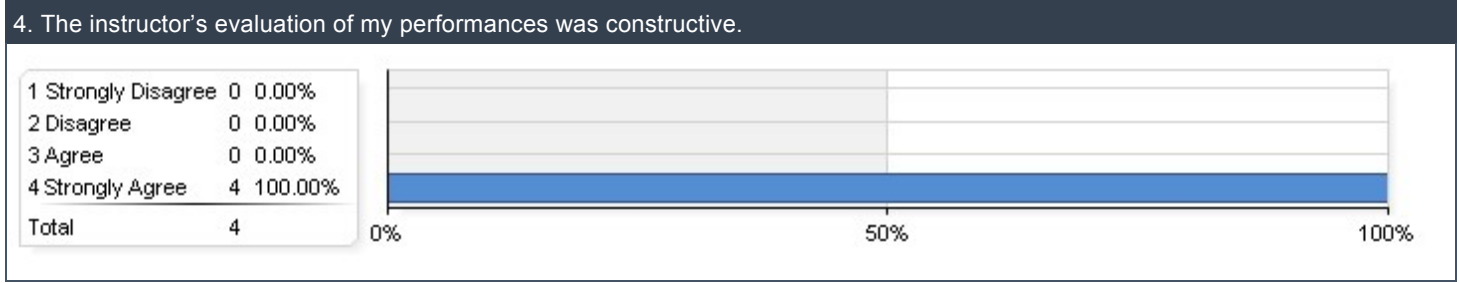 4. The instructor’s evaluation of my performances was constructive.
1 Strongly Disagree 0 0.00%
2 Disagree 0 0.00%
3 Agree 0 0.00%
4 Strongly Agree 4 100.00%
Total 4
0% 50% 100%